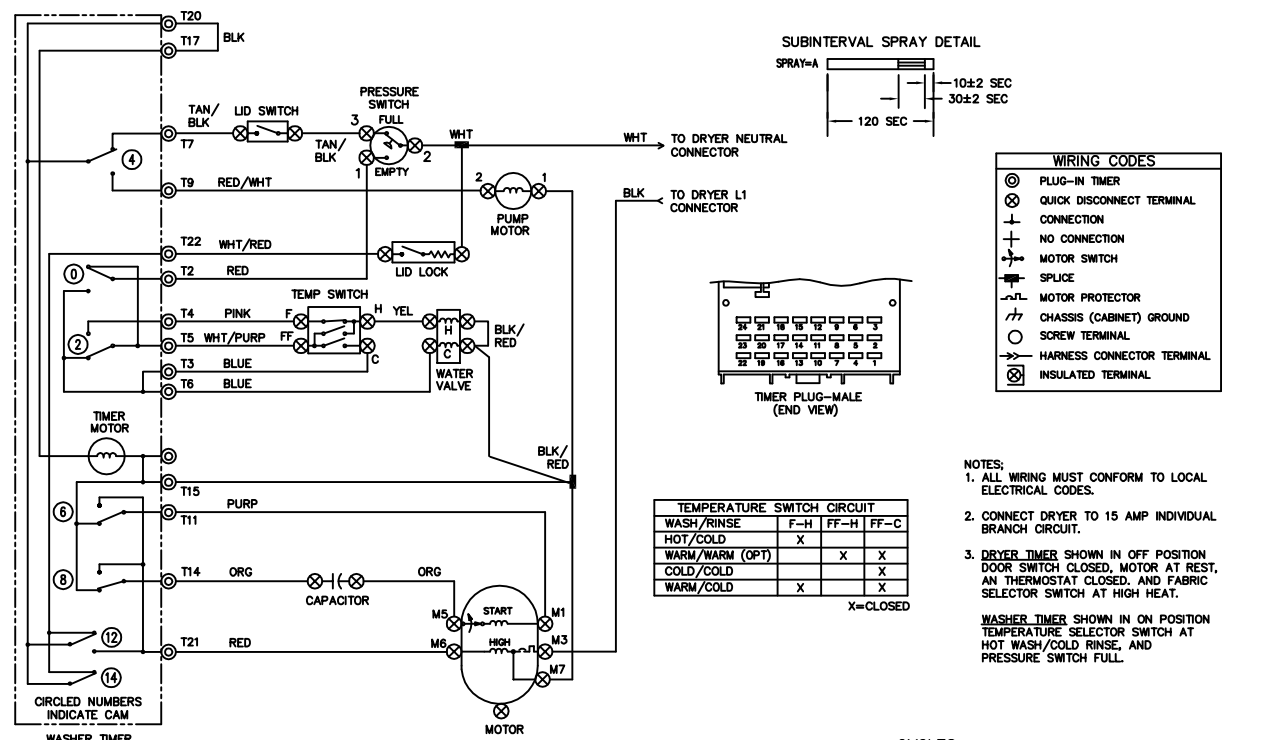 T20
T17
BLK
SUBINTERVAL SPRAY DETAIL
SPRAY=A
10±2 SEC
30±2 SEC
120 SEC
TAN/
BLK
LID SWITCH
T7
4
PRESSURE
SWITCH
FULL
3
2
1
EMPTY
TAN/
BLK
WHT
WHT
TO DRYER NEUTRAL
CONNECTOR
T9
RED/WHT
2
1
PUMP
MOTOR
BLK
TO DRYER L1
CONNECTOR
T22
WHT/RED
LID LOCK
0
T2
RED
TEMP SWITCH
T4
PINK
F
H
YEL
H
BLK/
RED
2
T5
WHT/PURP
FF
C
C
T3
BLUE
T6
BLUE
WATER
VALVE
TIMER
MOTOR
BLK/
RED
T15
6
PURP
T11
8
T14
ORG
ORG
CAPACITOR
M5
START
M1
12
T21
RED
M6
HIGH
M3
M7
14
MOTOR
CIRCLED NUMBERS
INDICATE CAM
WASHER TIMER
24 21 18 15 12 9 6 3
23 20 17 14 11 8 5 2
22 19 16 13 10 7 4 1
TIMER PLUG-MALE
(END VIEW)
WIRING CODES
PLUG-IN TIMER
QUICK DISCONNECT TERMINAL
CONNECTION
NO CONNECTION
MOTOR SWITCH
SPLICE
MOTOR PROTECTOR
CHASSIS (CABINET) GROUND
SCREW TERMINAL
HARNESS CONNECTOR TERMINAL
INSULATED TERMINAL
TEMPERATURE SWITCH CIRCUIT
WASH/RINSE F-H FF-H FF-C
HOT/COLD X
WARM/WARM (OPT) X X
COLD/COLD X
WARM/COLD X X
X=CLOSED
NOTES;
1. ALL WIRING MUST CONFORM TO LOCAL
ELECTRICAL CODES.
2. CONNECT DRYER TO 15 AMP INDIVIDUAL
BRANCH CIRCUIT.
3. DRYER TIMER SHOWN IN OFF POSITION
DOOR SWITCH CLOSED, MOTOR AT REST,
AN THERMOSTAT CLOSED. AND FABRIC
SELECTOR SWITCH AT HIGH HEAT.
WASHER TIMER SHOWN IN ON POSITION
TEMPERATURE SELECTOR SWITCH AT
HOT WASH/COLD RINSE, AND
PRESSURE SWITCH FULL.